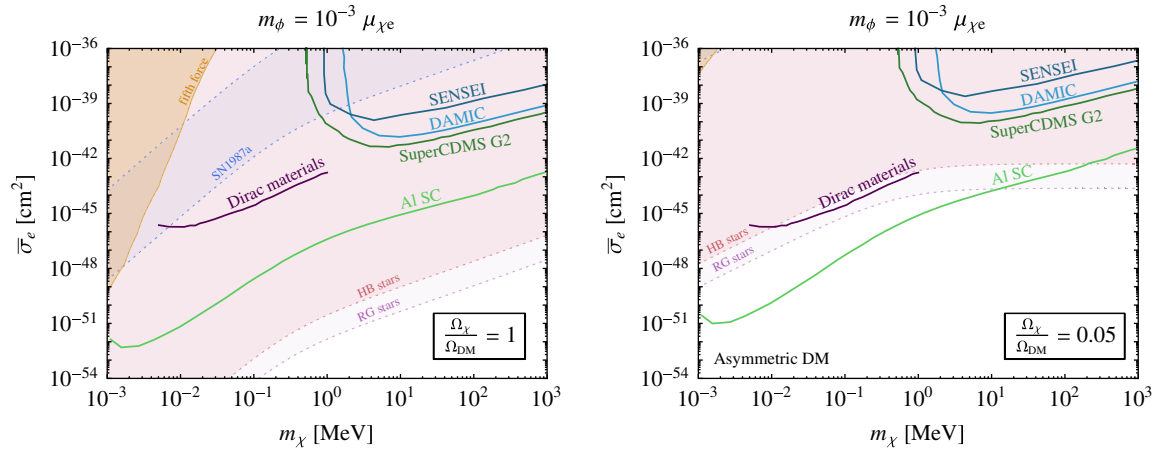 m_ϕ = 10^−3 μ_χe
10^−36
10^−39
10^−42
10^−45
10^−48
10^−51
10^−54
σ̅_e [cm^2]
fifth force
SN1987a
SENSEI
DAMIC
SuperCDMS G2
Dirac materials
Al SC
HB stars
RG stars
Ω_χ/Ω_DM = 1
10^−3 10^−2 10^−1 10^0 10^1 10^2 10^3
m_χ [MeV]
m_ϕ = 10^−3 μ_χe
10^−36
10^−39
10^−42
10^−45
10^−48
10^−51
10^−54
σ̅_e [cm^2]
SENSEI
DAMIC
SuperCDMS G2
Dirac materials
Al SC
HB stars
RG stars
Ω_χ/Ω_DM = 0.05
Asymmetric DM
10^−3 10^−2 10^−1 10^0 10^1 10^2 10^3
m_χ [MeV]